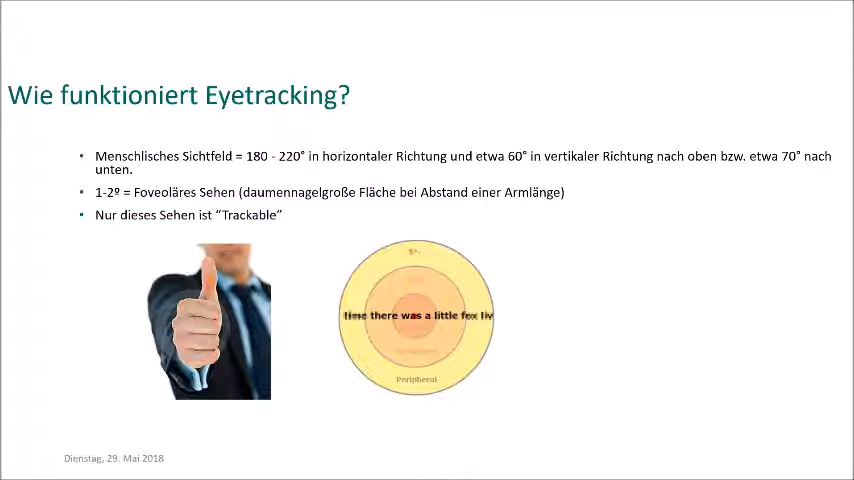 Wie funktioniert Eyetracking?
• Menschlisches Sichtfeld = 180 - 220° in horizontaler Richtung und etwa 60° in vertikaler Richtung nach oben bzw. etwa 70° nach
unten.
• 1-2º = Foveoläres Sehen (daumennagelgroße Fläche bei Abstand einer Armlänge)
• Nur dieses Sehen ist “Trackable”
5°-
time there was a little fox liv
Peripheral
Dienstag, 29. Mai 2018